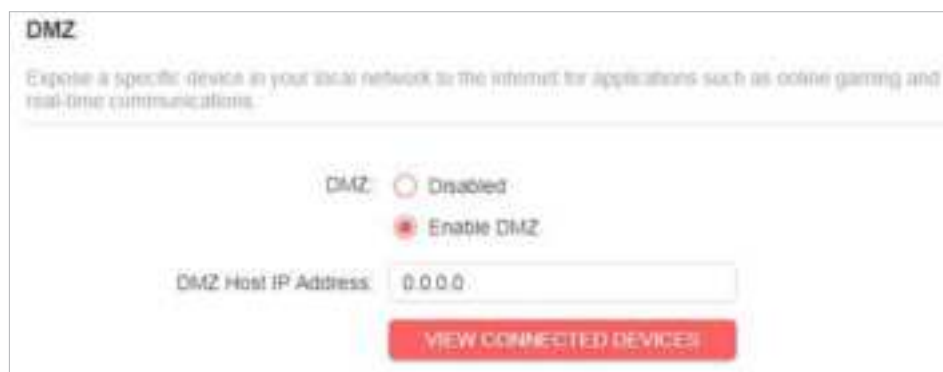 DMZ
Expose a specific device in your local network to the internet for applications such as online gaming and
real-time communications.
DMZ: Disabled
Enable DMZ
DMZ Host IP Address: 0.0.0.0
VIEW CONNECTED DEVICES